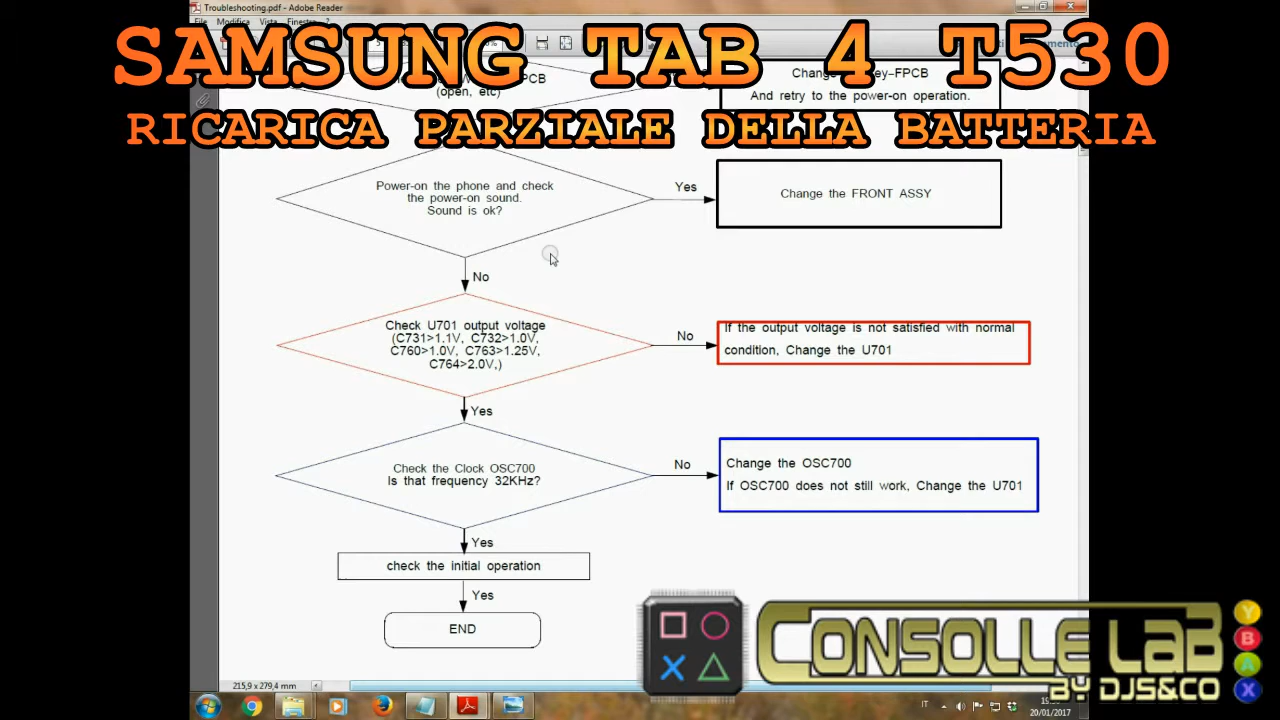 Troubleshooting.pdf - Adobe Reader
File Modifica Vista Finestra ?
SAMSUNG TAB 4 T530
RICARICA PARZIALE DELLA BATTERIA
(open, etc)
Change
And retry to the power-on operation.
Power-on the phone and check
the power-on sound.
Sound is ok?
Yes
Change the FRONT ASSY
No
Check U701 output voltage
(C731>1.1V, C732>1.0V,
C760>1.0V, C763>1.25V,
C764>2.0V,)
No
If the output voltage is not satisfied with normal
condition, Change the U701
Yes
Check the Clock OSC700
Is that frequency 32KHz?
No
Change the OSC700
If OSC700 does not still work, Change the U701
Yes
check the initial operation
Yes
END
CONSOLLE LAB
BY DJS&CO
Y
B
A
X
215,9 x 279,4 mm
IT
20/01/2017